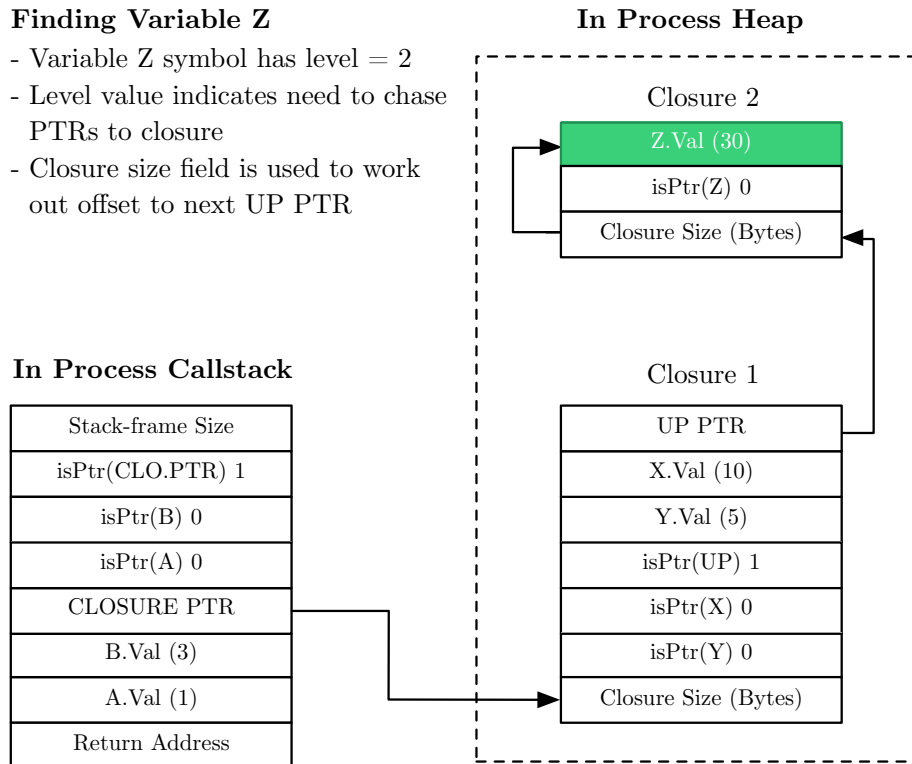 Finding Variable Z
- Variable Z symbol has level = 2
- Level value indicates need to chase
PTRs to closure
- Closure size field is used to work
out offset to next UP PTR
In Process Heap
Closure 2
Z.Val (30)
isPtr(Z) 0
Closure Size (Bytes)
In Process Callstack
Stack-frame Size
isPtr(CLO.PTR) 1
isPtr(B) 0
isPtr(A) 0
CLOSURE PTR
B.Val (3)
A.Val (1)
Return Address
Closure 1
UP PTR
X.Val (10)
Y.Val (5)
isPtr(UP) 1
isPtr(X) 0
isPtr(Y) 0
Closure Size (Bytes)